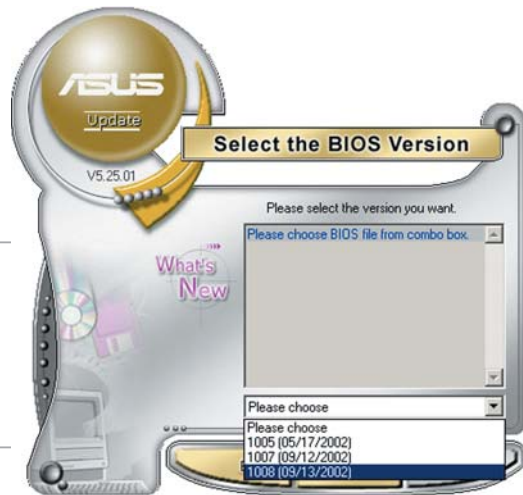 ASUS
Update
V5.25.01
Select the BIOS Version
Please select the version you want.
Please choose BIOS file from combo box.
What's
New
Please choose
Please choose
1005 (05/17/2002)
1007 (09/12/2002)
1008 (09/13/2002)